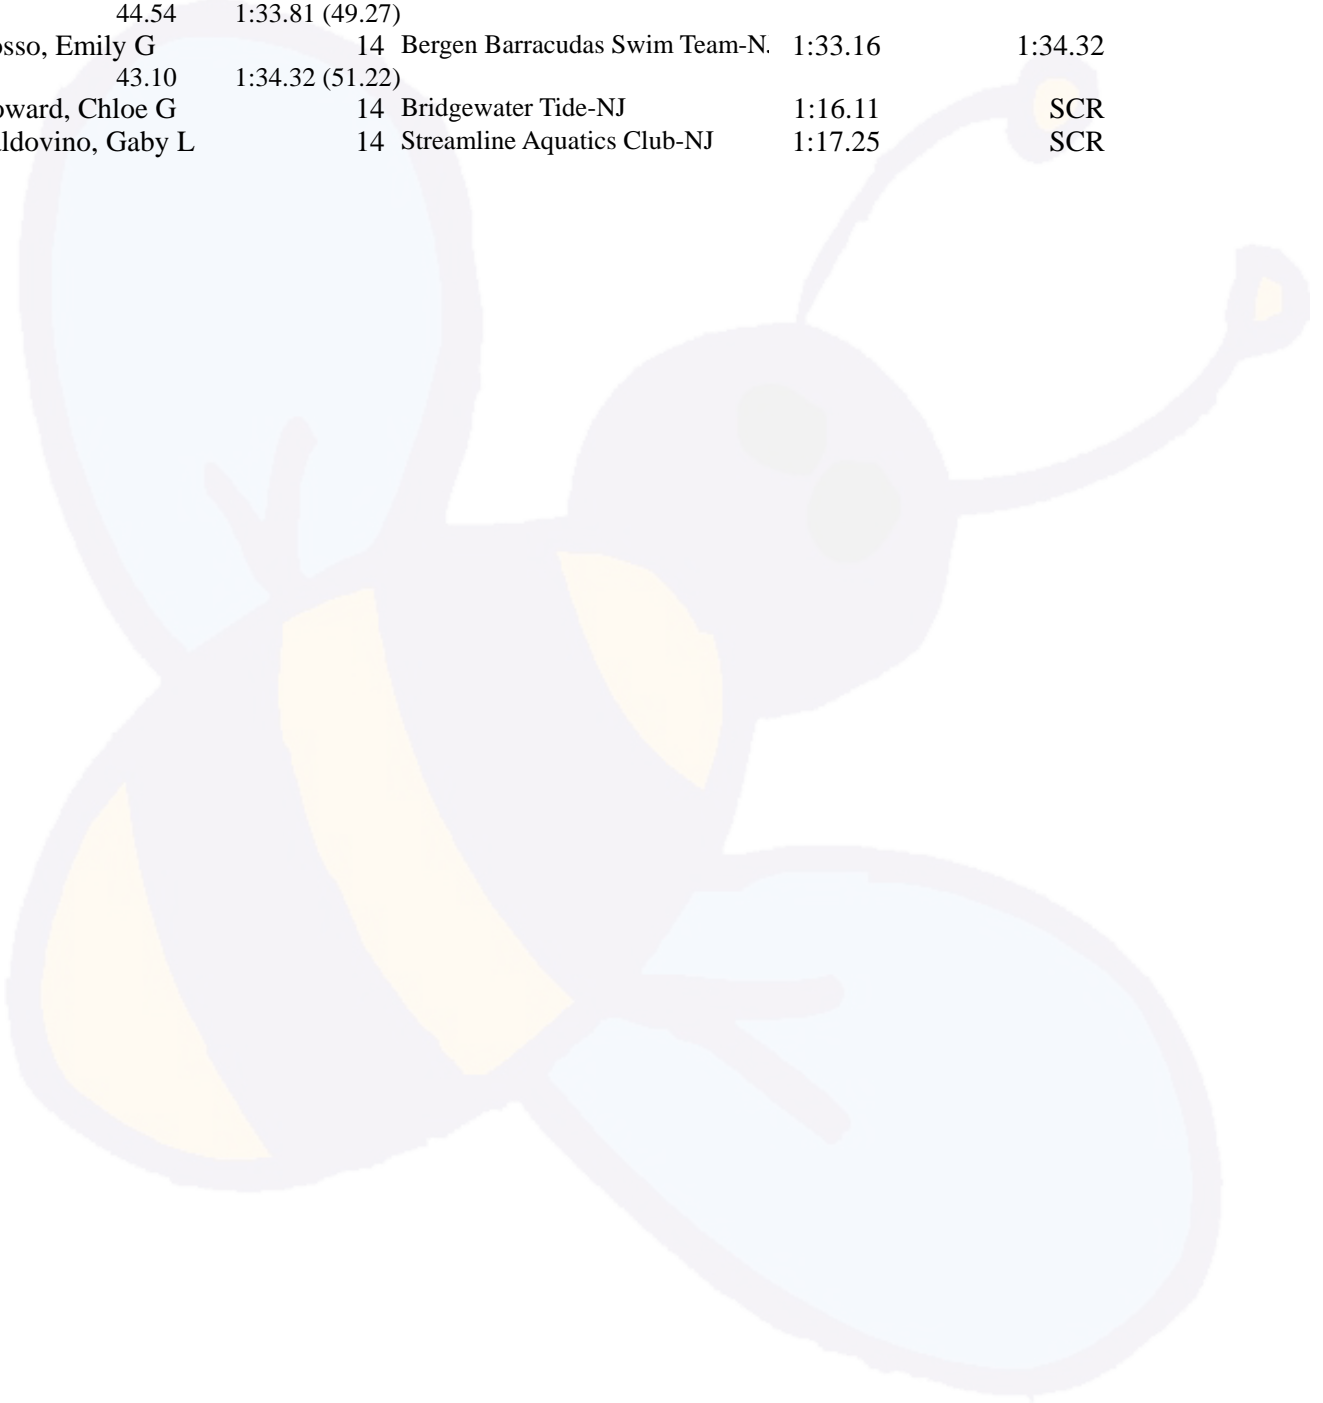 44.54 1:33.81 (49.27)
osso, Emily G 14 Bergen Barracudas Swim Team-N. 1:33.16 1:34.32
43.10 1:34.32 (51.22)
oward, Chloe G 14 Bridgewater Tide-NJ 1:16.11 SCR
aldovino, Gaby L 14 Streamline Aquatics Club-NJ 1:17.25 SCR